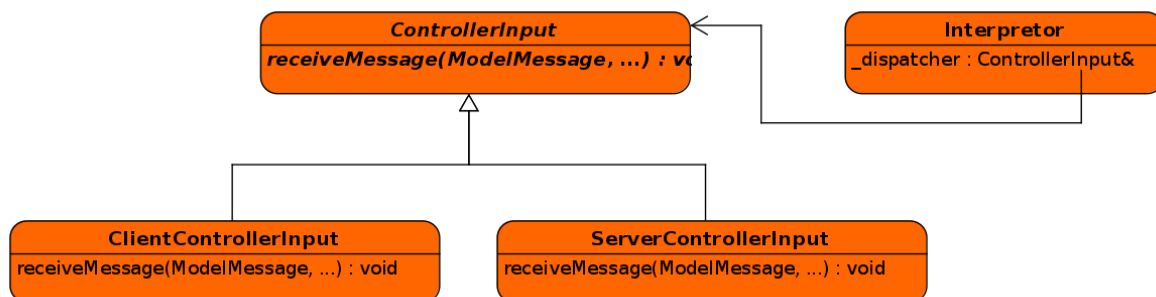 ControllerInput
receiveMessage(ModelMessage, ...) : vo
Interpretor
_dispatcher : ControllerInput&
ClientControllerInput
receiveMessage(ModelMessage, ...) : void
ServerControllerInput
receiveMessage(ModelMessage, ...) : void